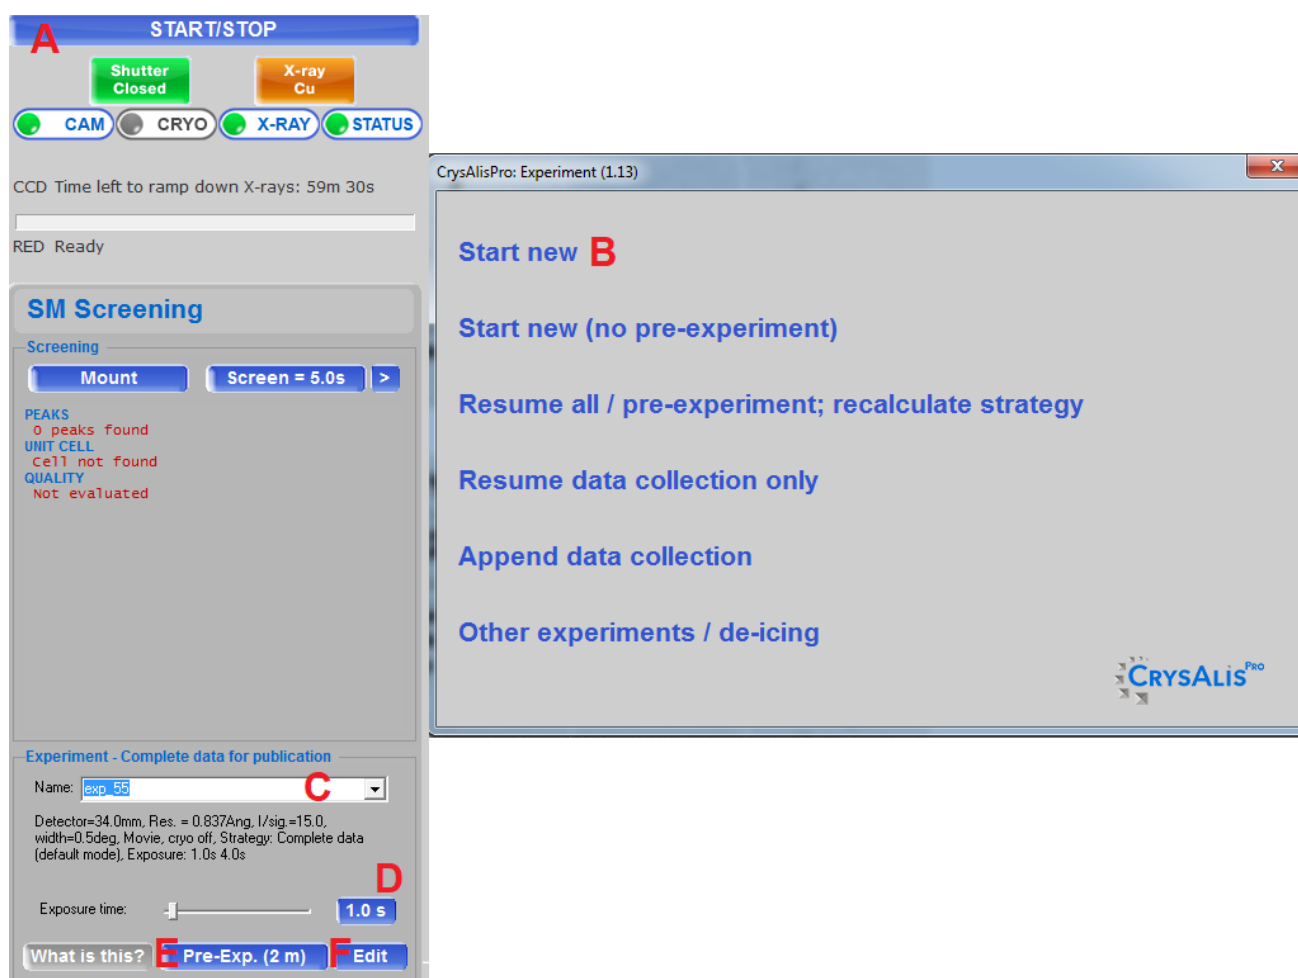 START/STOP
A
Shutter
Closed
X-ray
Cu
CAM CRYO X-RAY STATUS
CCD Time left to ramp down X-rays: 59m 30s
RED Ready
SM Screening
Screening
Mount Screen = 5.0s >
PEAKS
0 peaks found
UNIT CELL
Cell not found
QUALITY
Not evaluated
Experiment - Complete data for publication
Name: exp_55 C
Detector=34.0mm, Res. = 0.837Ang, I/sig.=15.0,
width=0.5deg, Movie, cryo off, Strategy: Complete data
(default mode), Exposure: 1.0s 4.0s
D
Exposure time: 1.0 s
What is this? E Pre-Exp. (2 m) F Edit
CrysAlisPro: Experiment (1.13) X
Start new B
Start new (no pre-experiment)
Resume all / pre-experiment; recalculate strategy
Resume data collection only
Append data collection
Other experiments / de-icing
CRYSALIS PRO